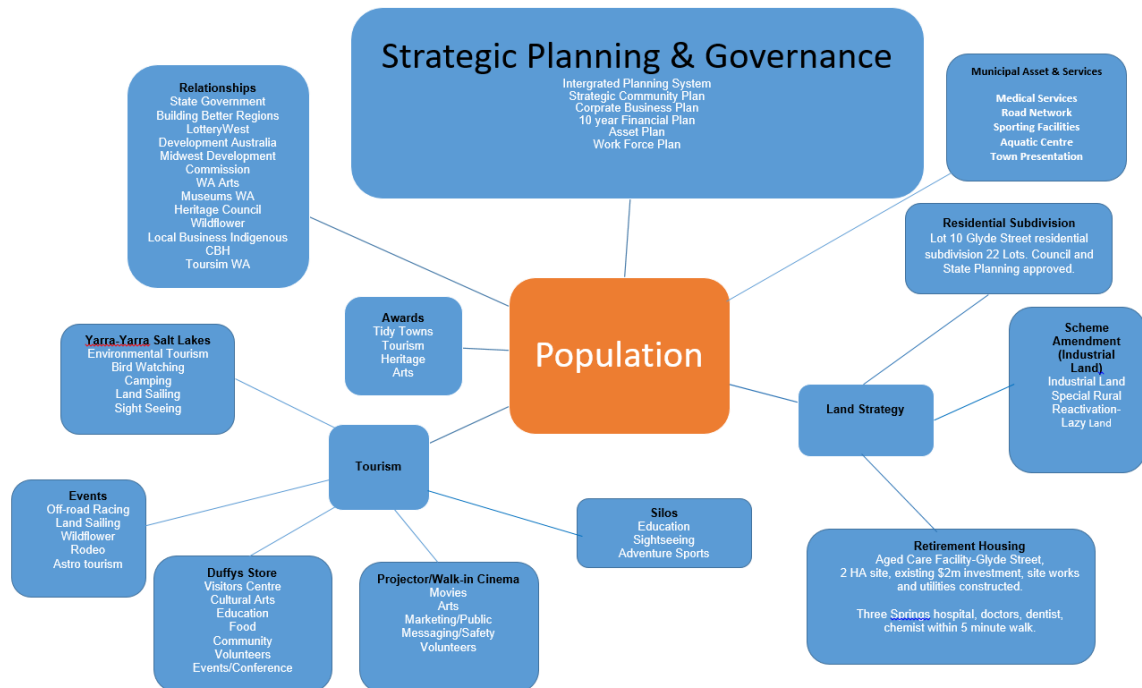 Strategic Planning & Governance
Intergrated Planning System
Strategic Community Plan
Corprate Business Plan
10 year Financial Plan
Asset Plan
Work Force Plan
Relationships
State Government
Building Better Regions
LotteryWest
Development Australia
Midwest Development
Commission
WA Arts
Museums WA
Heritage Council
Wildflower
Local Business Indigenous
CBH
Toursim WA
Municipal Asset & Services
Medical Services
Road Network
Sporting Facilities
Aquatic Centre
Town Presentation
Residential Subdivision
Lot 10 Glyde Street residential
subdivision 22 Lots. Council and
State Planning approved.
Awards
Tidy Towns
Tourism
Heritage
Arts
Population
Yarra-Yarra Salt Lakes
Environmental Tourism
Bird Watching
Camping
Land Sailing
Sight Seeing
Scheme
Amendment
(Industrial
Land)
Industrial Land
Special Rural
Reactivation-
Lazy Land
Land Strategy
Tourism
Events
Off-road Racing
Land Sailing
Wildflower
Rodeo
Astro tourism
Silos
Education
Sightseeing
Adventure Sports
Duffys Store
Visitors Centre
Cultural Arts
Education
Food
Community
Volunteers
Events/Conference
Projector/Walk-in Cinema
Movies
Arts
Marketing/Public
Messaging/Safety
Volunteers
Retirement Housing
Aged Care Facility-Glyde Street,
2 HA site, existing $2m investment, site works
and utilities constructed.
Three Springs hospital, doctors, dentist,
chemist within 5 minute walk.